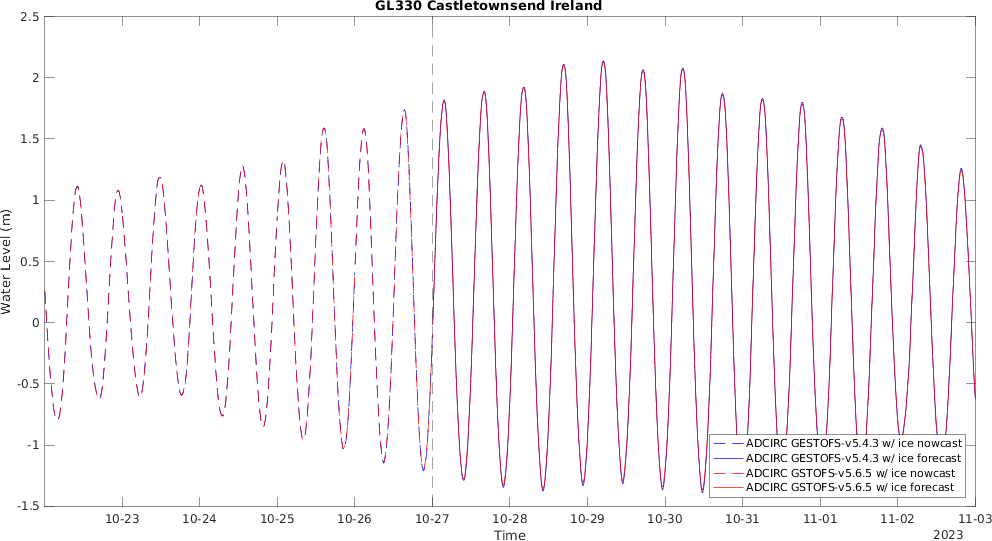 GL330 Castletownsend Ireland
2.5
2
1.5
1
0.5
0
-0.5
-1
-1.5
Water Level (m)
ADCIRC GESTOFS-v5.4.3 w/ ice nowcast
ADCIRC GESTOFS-v5.4.3 w/ ice forecast
ADCIRC GSTOFS-v5.6.5 w/ ice nowcast
ADCIRC GSTOFS-v5.6.5 w/ ice forecast
10-23 10-24 10-25 10-26 10-27 10-28 10-29 10-30 10-31 11-01 11-02 11-03
Time
2023